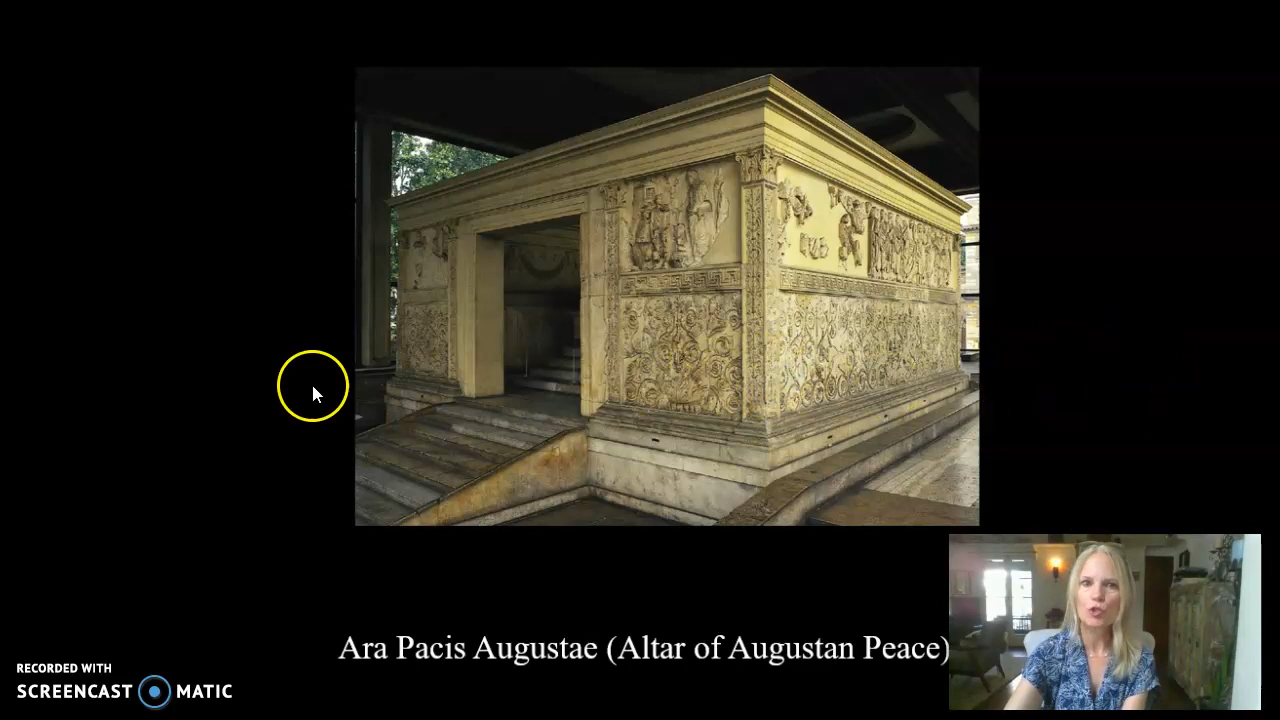 Ara Pacis Augustae (Altar of Augustan Peace)
RECORDED WITH
SCREENCAST MATIC